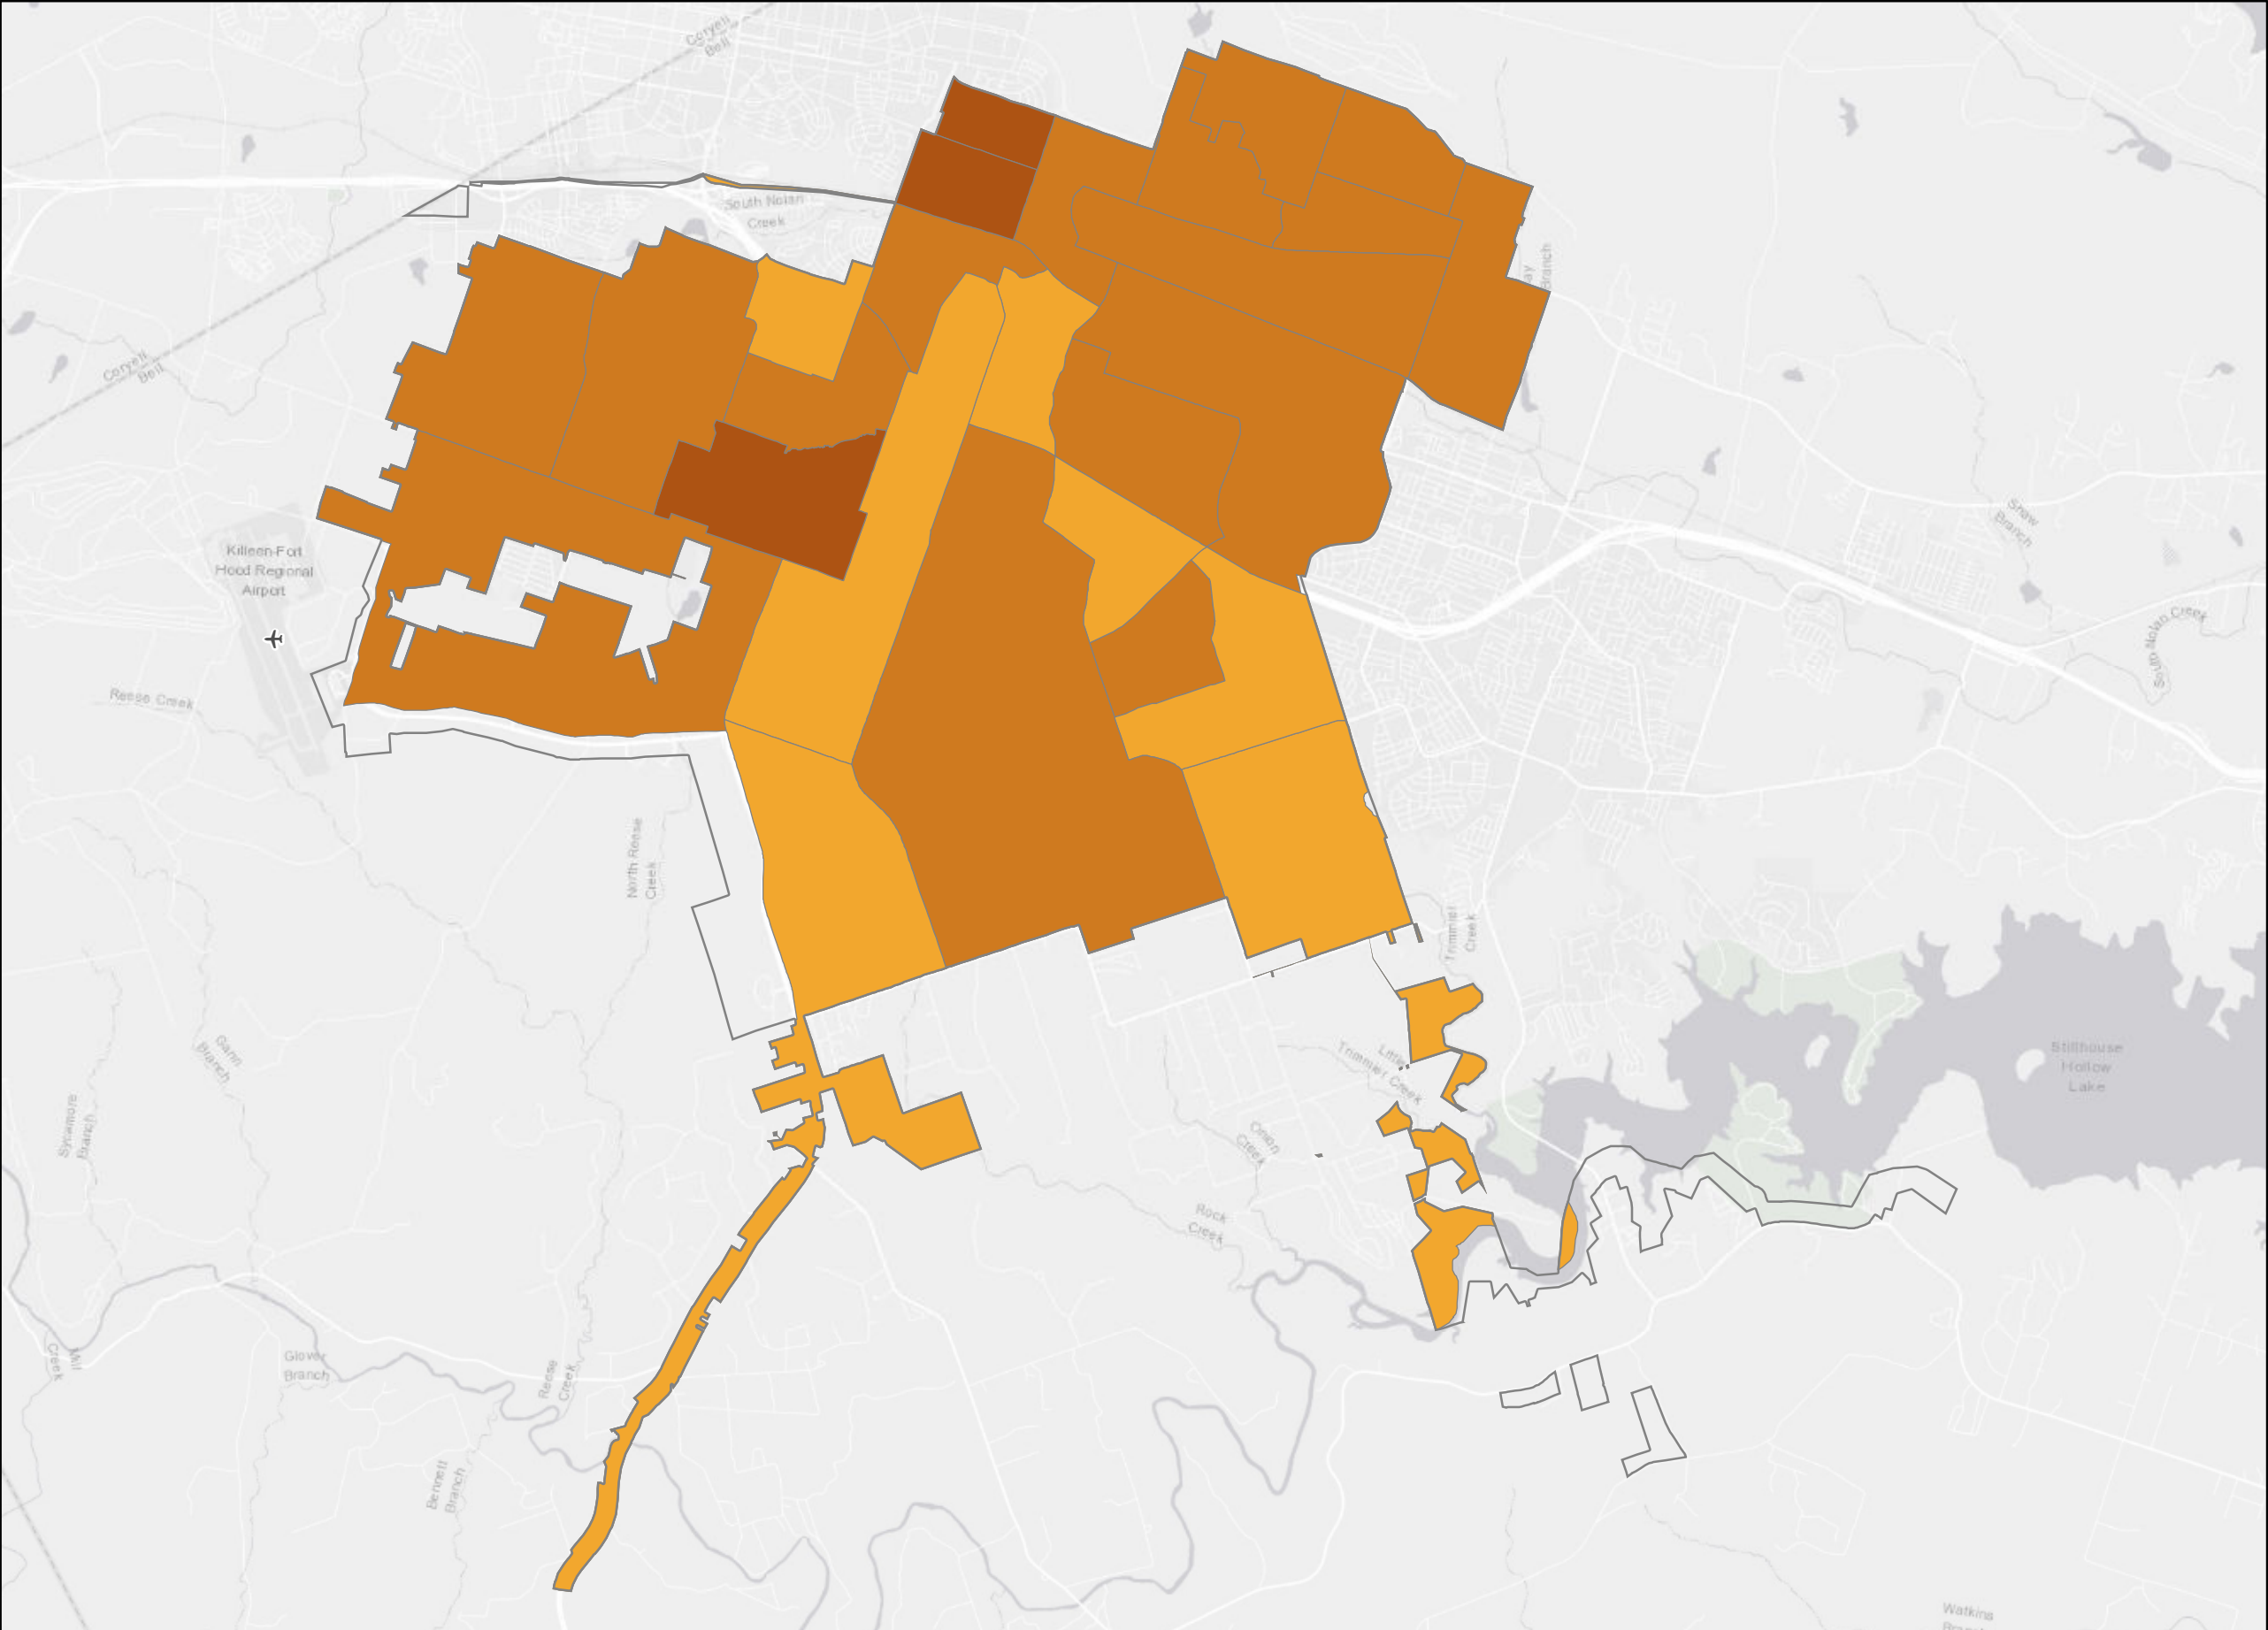 Coryell
Bell
South Nolan
Creek
Branch
Coryell
Bell
Killeen-Fort
Hood Regional
Airport
Shaw
Branch
South Nolan Creek
Reese Creek
North Reese
Creek
Trimmier
Creek
Gann
Branch
Little
Trimmier Creek
Stillhouse
Hollow
Lake
Sycamore
Branch
Onion
Creek
Rock
Creek
Glover
Branch
Mill
Creek
Reese
Creek
Bennett
Branch
Watkins